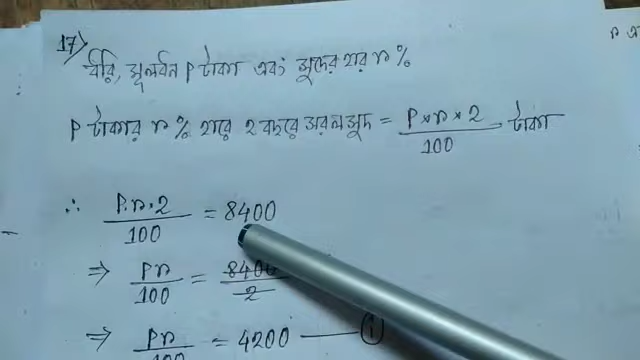 17) ধরি, মূলধন P টাকা এবং সুদের হার r %
P টাকার r % হারে 2 বছরে সরল সুদ = P×r×2/100 টাকা
∴ P.r.2/100 = 8400
⇒ Pr/100 = 8400/2
⇒ Pr/100 = 4200 —— (i)